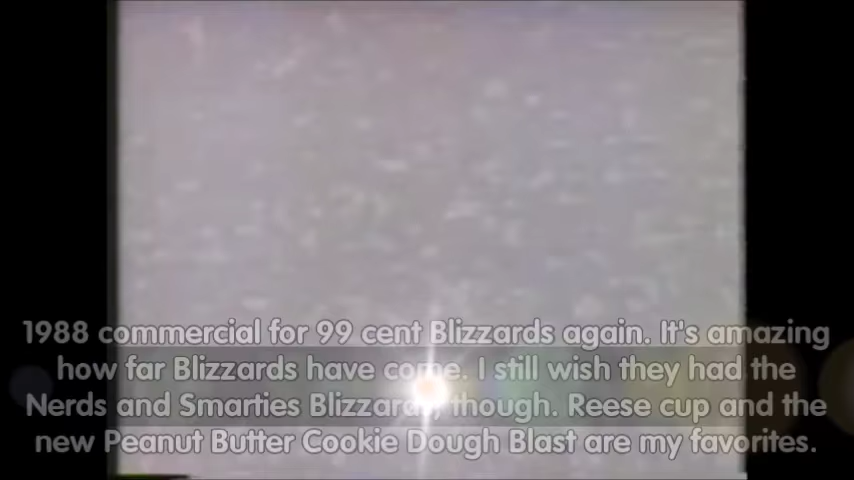 1988 commercial for 99 cent Blizzards again. It's amazing
how far Blizzards have come. I still wish they had the
Nerds and Smarties Blizzard, though. Reese cup and the
new Peanut Butter Cookie Dough Blast are my favorites.